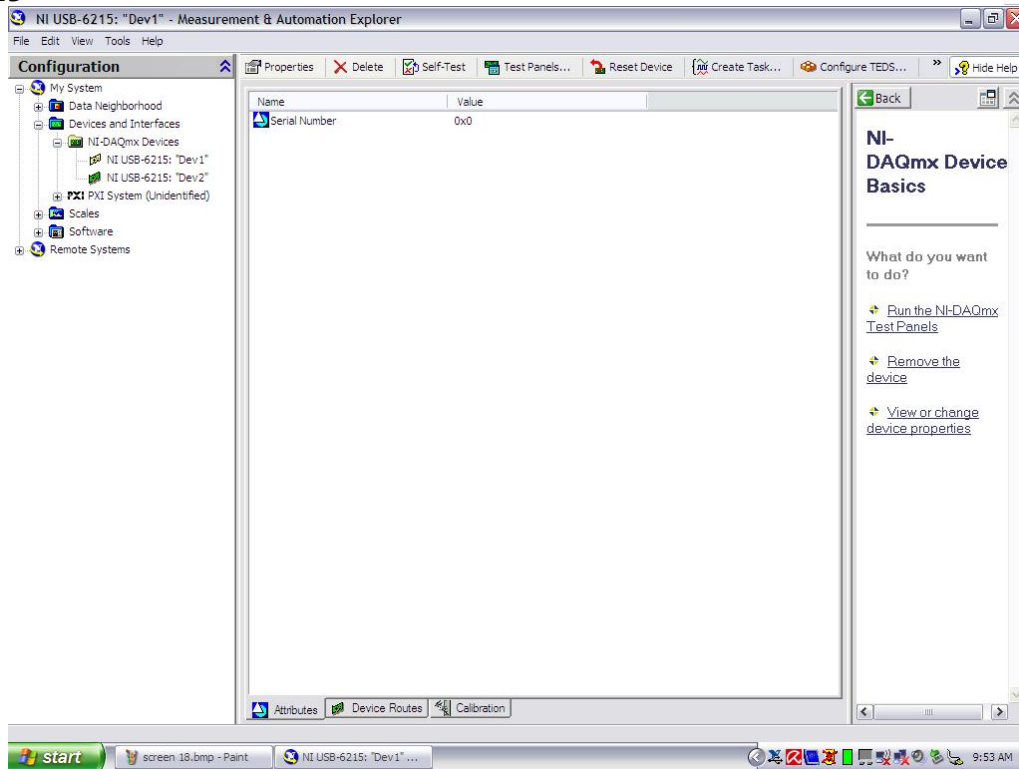 NI USB-6215: "Dev1" - Measurement & Automation Explorer
File Edit View Tools Help
Configuration
Properties Delete Self-Test Test Panels... Reset Device Create Task... Configure TEDS... » Hide Help
My System
Data Neighborhood
Devices and Interfaces
NI-DAQmx Devices
NI USB-6215: "Dev1"
NI USB-6215: "Dev2"
PXI PXI System (Unidentified)
Scales
Software
Remote Systems
Name Value
Serial Number 0x0
Back
NI-
DAQmx Device
Basics
What do you want
to do?
Run the NI-DAQmx
Test Panels
Remove the
device
View or change
device properties
Attributes Device Routes Calibration
start screen 18.bmp - Paint NI USB-6215: "Dev1" ... 9:53 AM